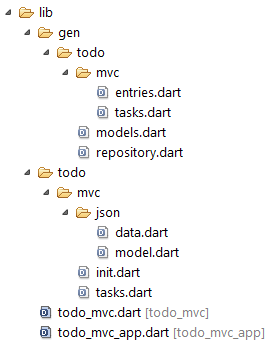 lib
gen
todo
mvc
entries.dart
tasks.dart
models.dart
repository.dart
todo
mvc
json
data.dart
model.dart
init.dart
tasks.dart
todo_mvc.dart [todo_mvc]
todo_mvc_app.dart [todo_mvc_app]